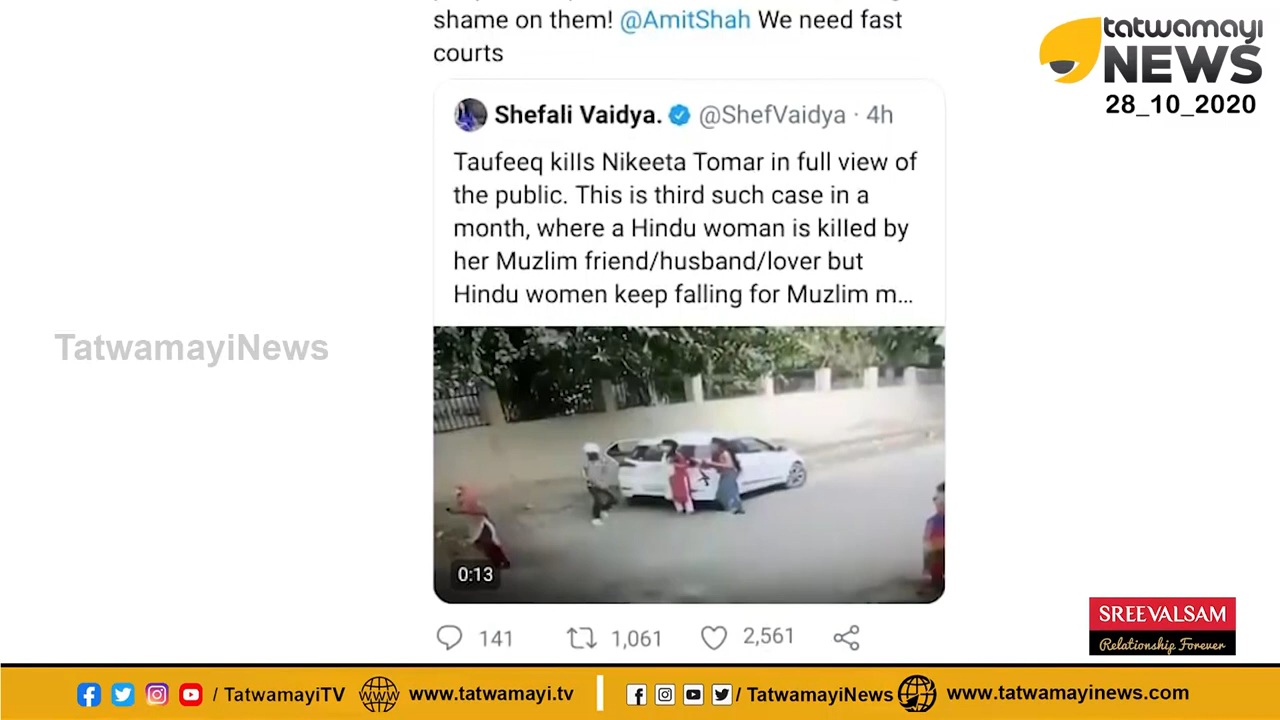 shame on them! @AmitShah We need fast
courts
tatwamayi
NEWS
28_10_2020
Shefali Vaidya. @ShefVaidya · 4h
Taufeeq kills Nikeeta Tomar in full view of
the public. This is third such case in a
month, where a Hindu woman is killed by
her Muzlim friend/husband/lover but
Hindu women keep falling for Muzlim m...
TatwamayiNews
0:13
141 1,061 2,561
SREEVALSAM
Relationship Forever
/ TatwamayiTV www.tatwamayi.tv / TatwamayiNews www.tatwamayinews.com